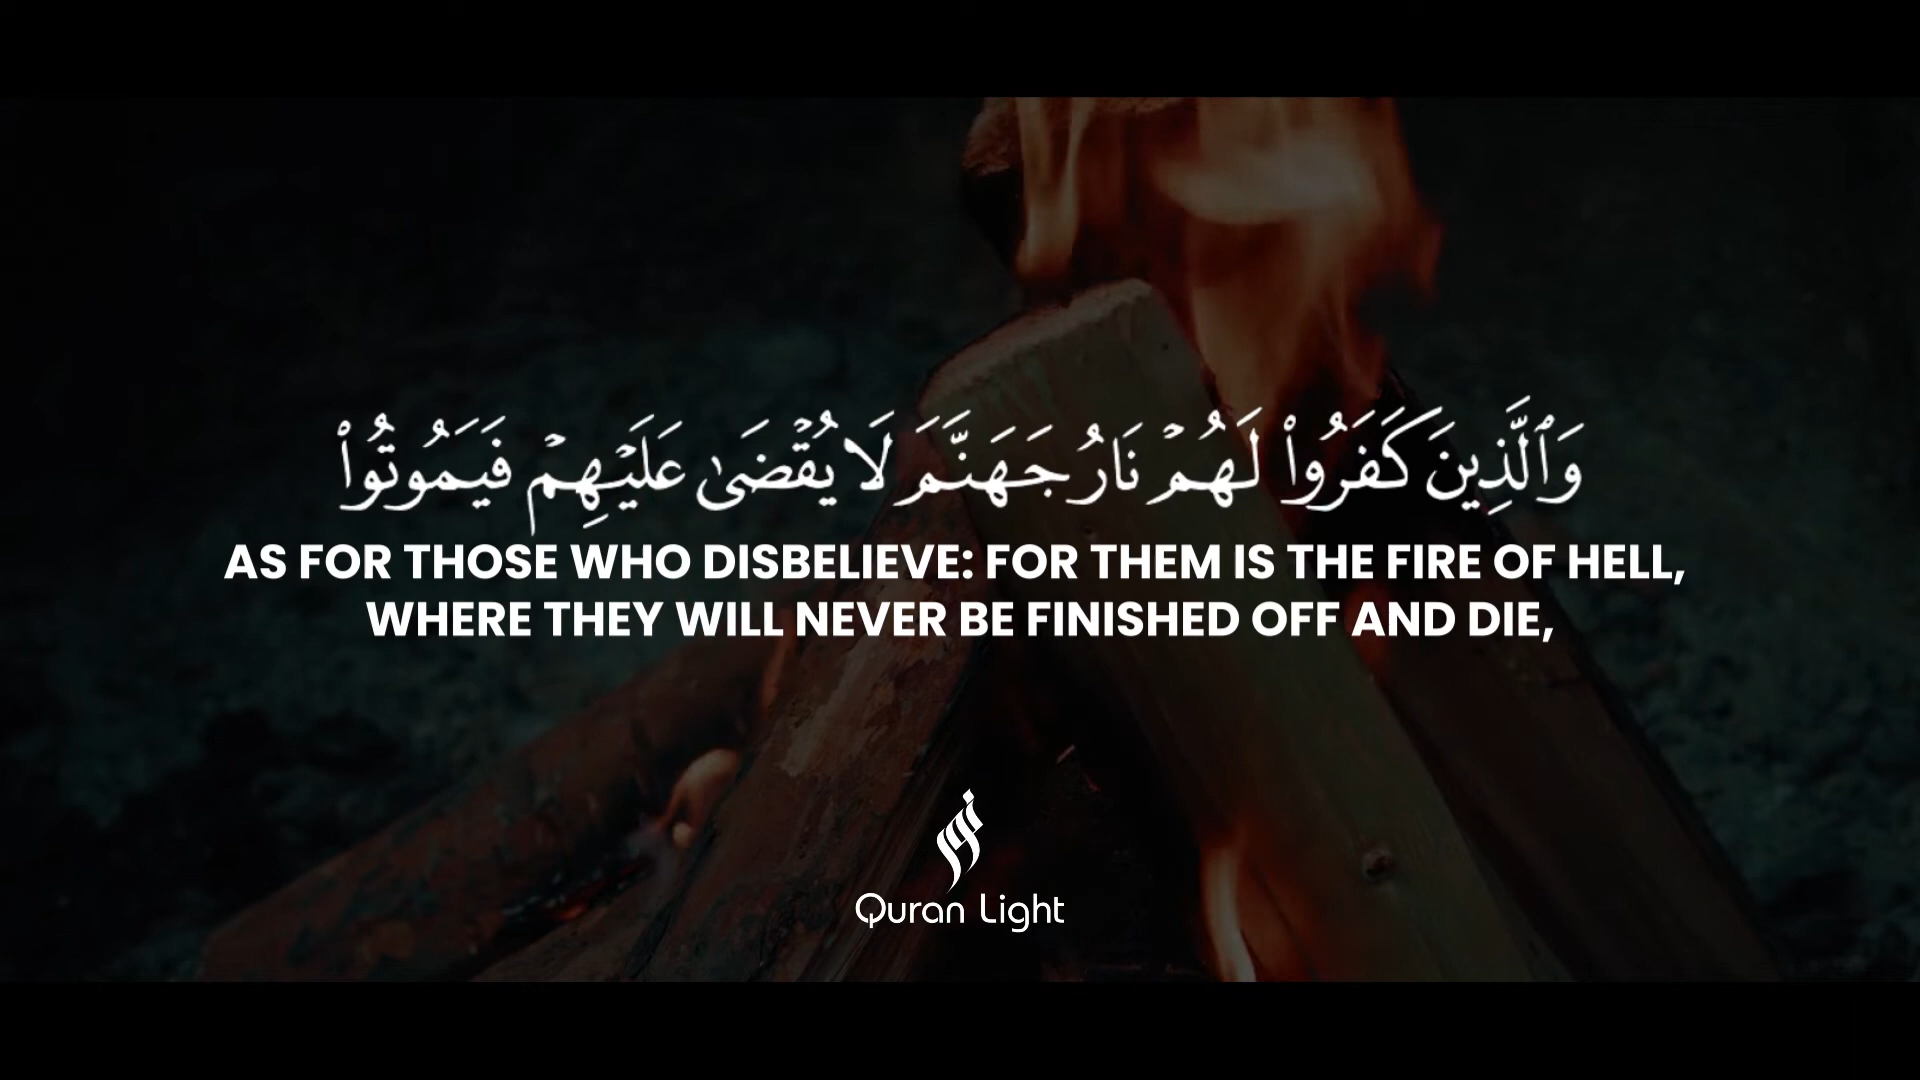 وَٱلَّذِينَ كَفَرُوا۟ لَهُمْ نَارُ جَهَنَّمَ لَا يُقْضَىٰ عَلَيْهِمْ فَيَمُوتُوا۟
AS FOR THOSE WHO DISBELIEVE: FOR THEM IS THE FIRE OF HELL,
WHERE THEY WILL NEVER BE FINISHED OFF AND DIE,
نور
Quran Light